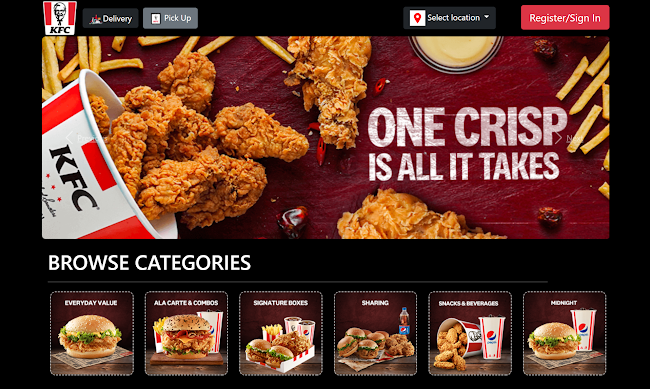 KFC
Delivery
Pick Up
Select location
Register/Sign In
KFC
ONE CRISP
IS ALL IT TAKES
BROWSE CATEGORIES
EVERYDAY VALUE
ALA CARTE & COMBOS
SIGNATURE BOXES
SHARING
SNACKS & BEVERAGES
MIDNIGHT